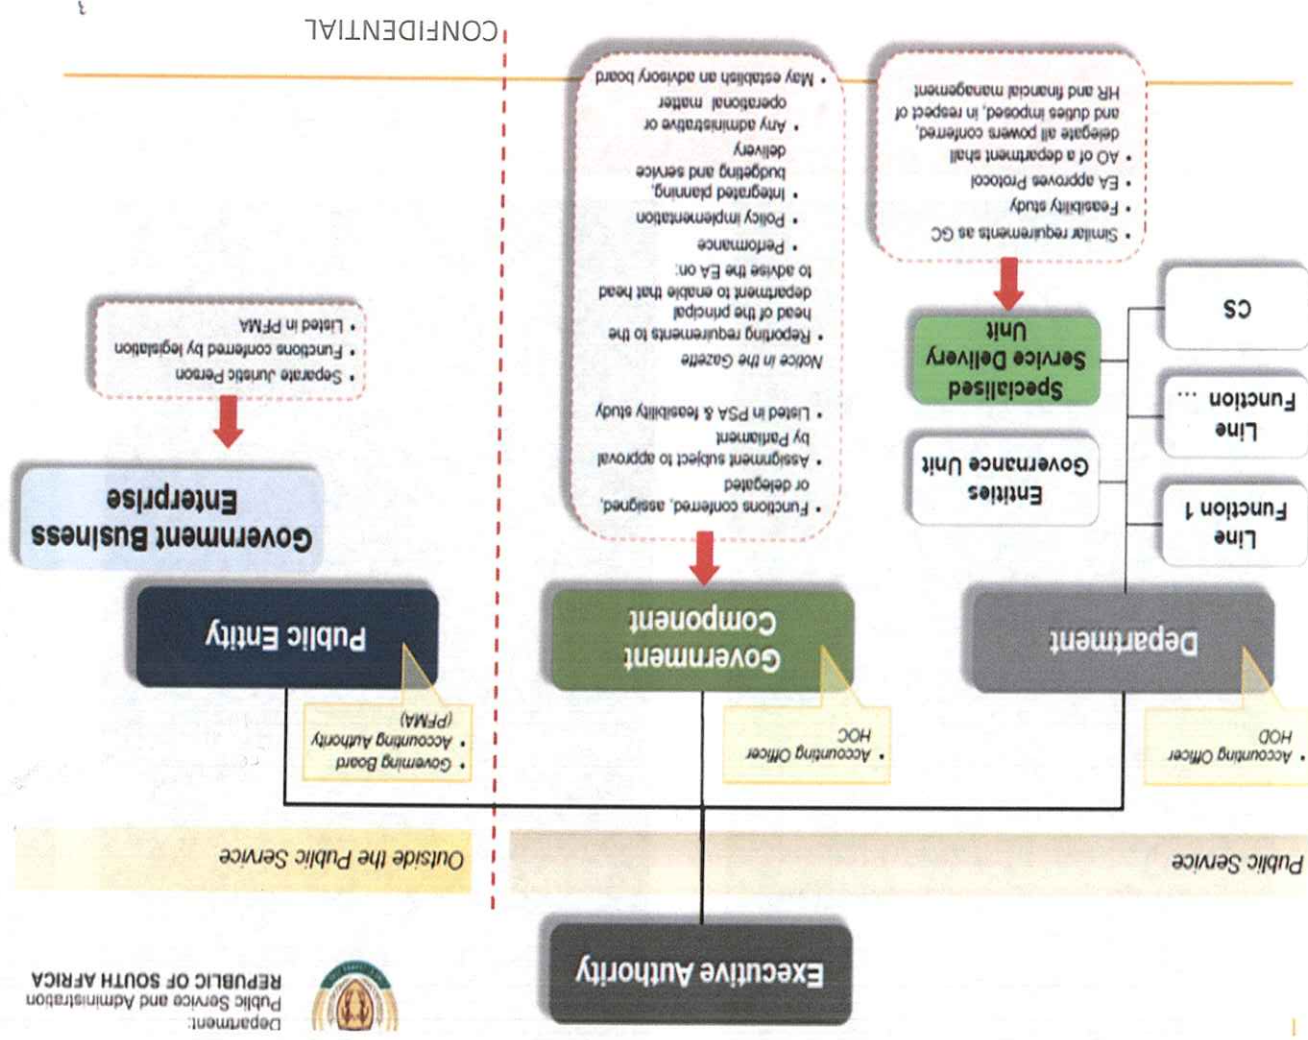 Department:
Public Service and Administration
REPUBLIC OF SOUTH AFRICA
Executive Authority
Public Service
Outside the Public Service
• Accounting Officer
HOD
• Accounting Officer
HOC
• Governing Board
• Accounting Authority
(PFMA)
Department
Government
Component
Public Entity
Government Business
Enterprise
Line
Function 1
Line
Function ...
CS
Entities
Governance Unit
Specialised
Service Delivery
Unit
• Similar requirements as GC
• Feasibility study
• EA approves Protocol
• AO of a department shall
delegate all powers conferred,
and duties imposed, in respect of
HR and financial management
• Functions conferred, assigned,
or delegated
• Assignment subject to approval
by Parliament
• Listed in PSA & feasibility study
Notice in the Gazette
• Reporting requirements to the
head of the principal
department to enable that head
to advise the EA on:
• Performance
• Policy implementation
• Integrated planning,
budgeting and service
delivery
• Any administrative or
operational matter
• May establish an advisory board
• Separate Juristic Person
• Functions conferred by legislation
• Listed in PFMA
CONFIDENTIAL
3